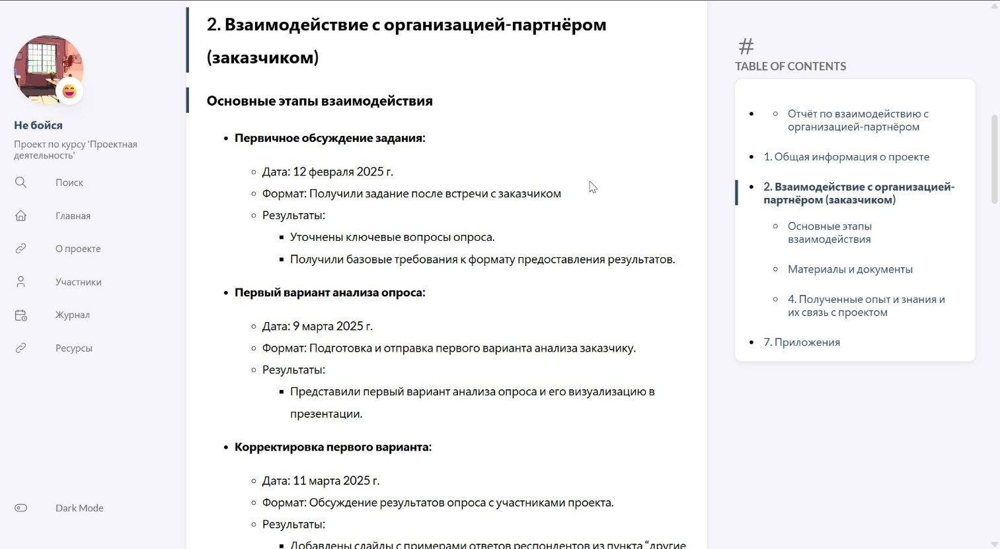 Не бойся
Проект по курсу 'Проектная
деятельность'
Поиск
Главная
О проекте
Участники
Журнал
Ресурсы
Dark Mode
2. Взаимодействие с организацией-партнёром
(заказчиком)
Основные этапы взаимодействия
Первичное обсуждение задания:
Дата: 12 февраля 2025 г.
Формат: Получили задание после встречи с заказчиком
Результаты:
Уточнены ключевые вопросы опроса.
Получили базовые требования к формату предоставления результатов.
Первый вариант анализа опроса:
Дата: 9 марта 2025 г.
Формат: Подготовка и отправка первого варианта анализа заказчику.
Результаты:
Представили первый вариант анализа опроса и его визуализацию в
презентации.
Корректировка первого варианта:
Дата: 11 марта 2025 г.
Формат: Обсуждение результатов опроса с участниками проекта.
Результаты:
Добавлены слайды с примерами ответов респондентов из пункта “другие
#
TABLE OF CONTENTS
Отчёт по взаимодействию с
организацией-партнёром
1. Общая информация о проекте
2. Взаимодействие с организацией-
партнёром (заказчиком)
Основные этапы
взаимодействия
Материалы и документы
4. Полученные опыт и знания и
их связь с проектом
7. Приложения